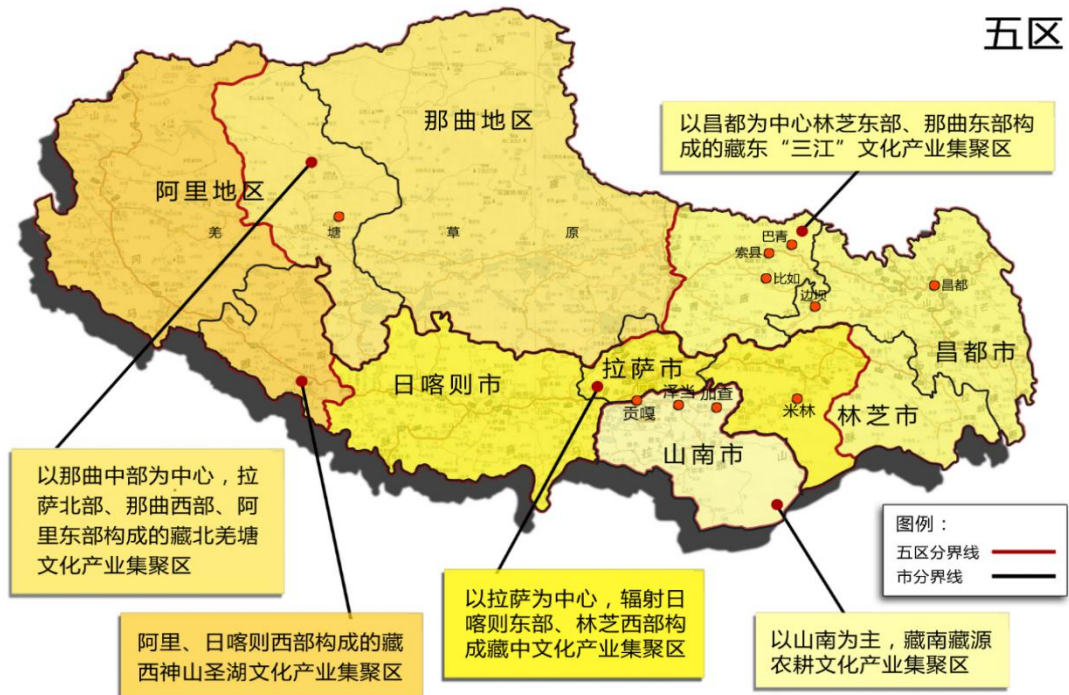 五区
以昌都为中心林芝东部、那曲东部构
成的藏东“三江”文化产业集聚区
那曲地区
阿里地区
羌 塘 草 原
巴青
索县
比如
边坝
昌都
昌都市
拉萨市
日喀则市
泽当
加查
贡嘎
米林
林芝市
山南市
以那曲中部为中心，拉
萨北部、那曲西部、阿
里东部构成的藏北羌塘
文化产业集聚区
阿里、日喀则西部构成的藏
西神山圣湖文化产业集聚区
以拉萨为中心，辐射日
喀则东部、林芝西部构
成藏中文化产业集聚区
以山南为主，藏南藏源
农耕文化产业集聚区
图例：
五区分界线
市分界线